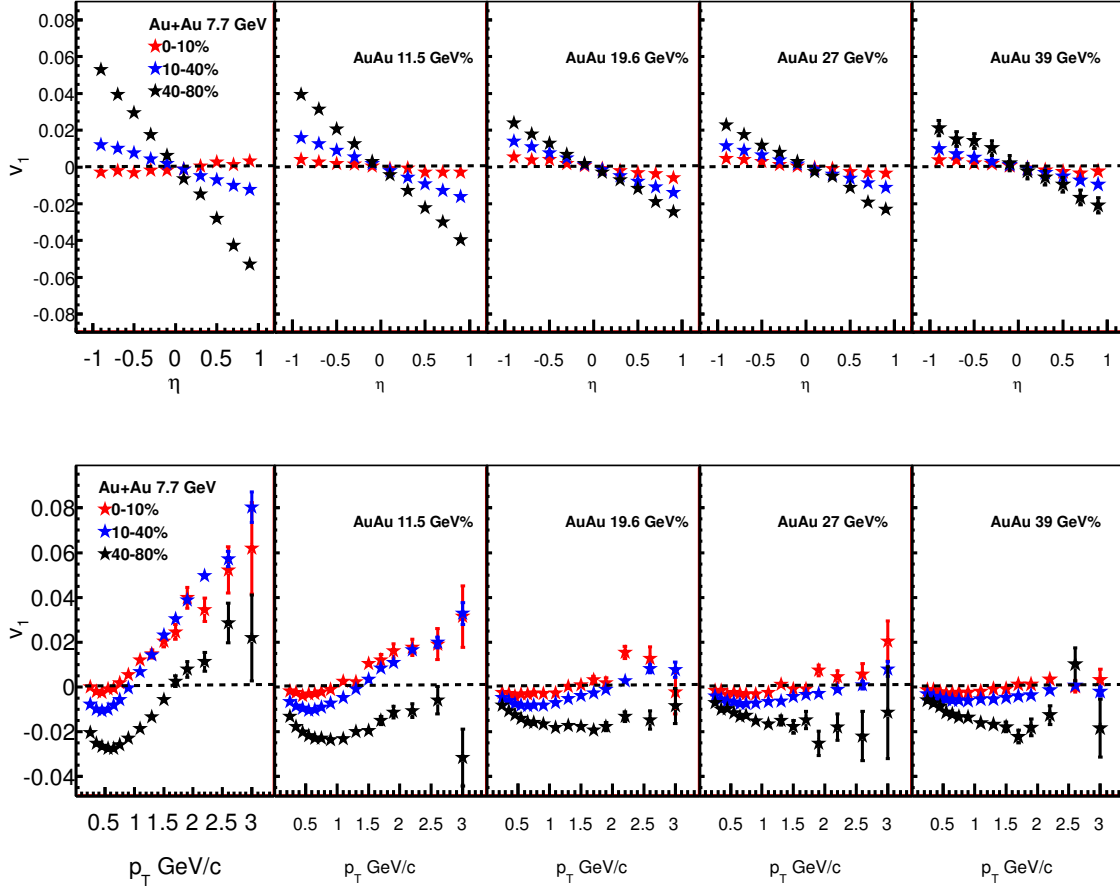 0.08
0.06
0.04
0.02
0
-0.02
-0.04
-0.06
-0.08
v1
Au+Au 7.7 GeV
0-10%
10-40%
40-80%
AuAu 11.5 GeV%
AuAu 19.6 GeV%
AuAu 27 GeV%
AuAu 39 GeV%
-1 -0.5 0 0.5 1
-1 -0.5 0 0.5 1
-1 -0.5 0 0.5 1
-1 -0.5 0 0.5 1
-1 -0.5 0 0.5 1
η η η η η
0.08
0.06
0.04
0.02
0
-0.02
-0.04
v1
Au+Au 7.7 GeV
0-10%
10-40%
40-80%
AuAu 11.5 GeV%
AuAu 19.6 GeV%
AuAu 27 GeV%
AuAu 39 GeV%
0.5 1 1.5 2 2.5 3
0.5 1 1.5 2 2.5 3
0.5 1 1.5 2 2.5 3
0.5 1 1.5 2 2.5 3
0.5 1 1.5 2 2.5 3
pT GeV/c
pT GeV/c
pT GeV/c
pT GeV/c
pT GeV/c